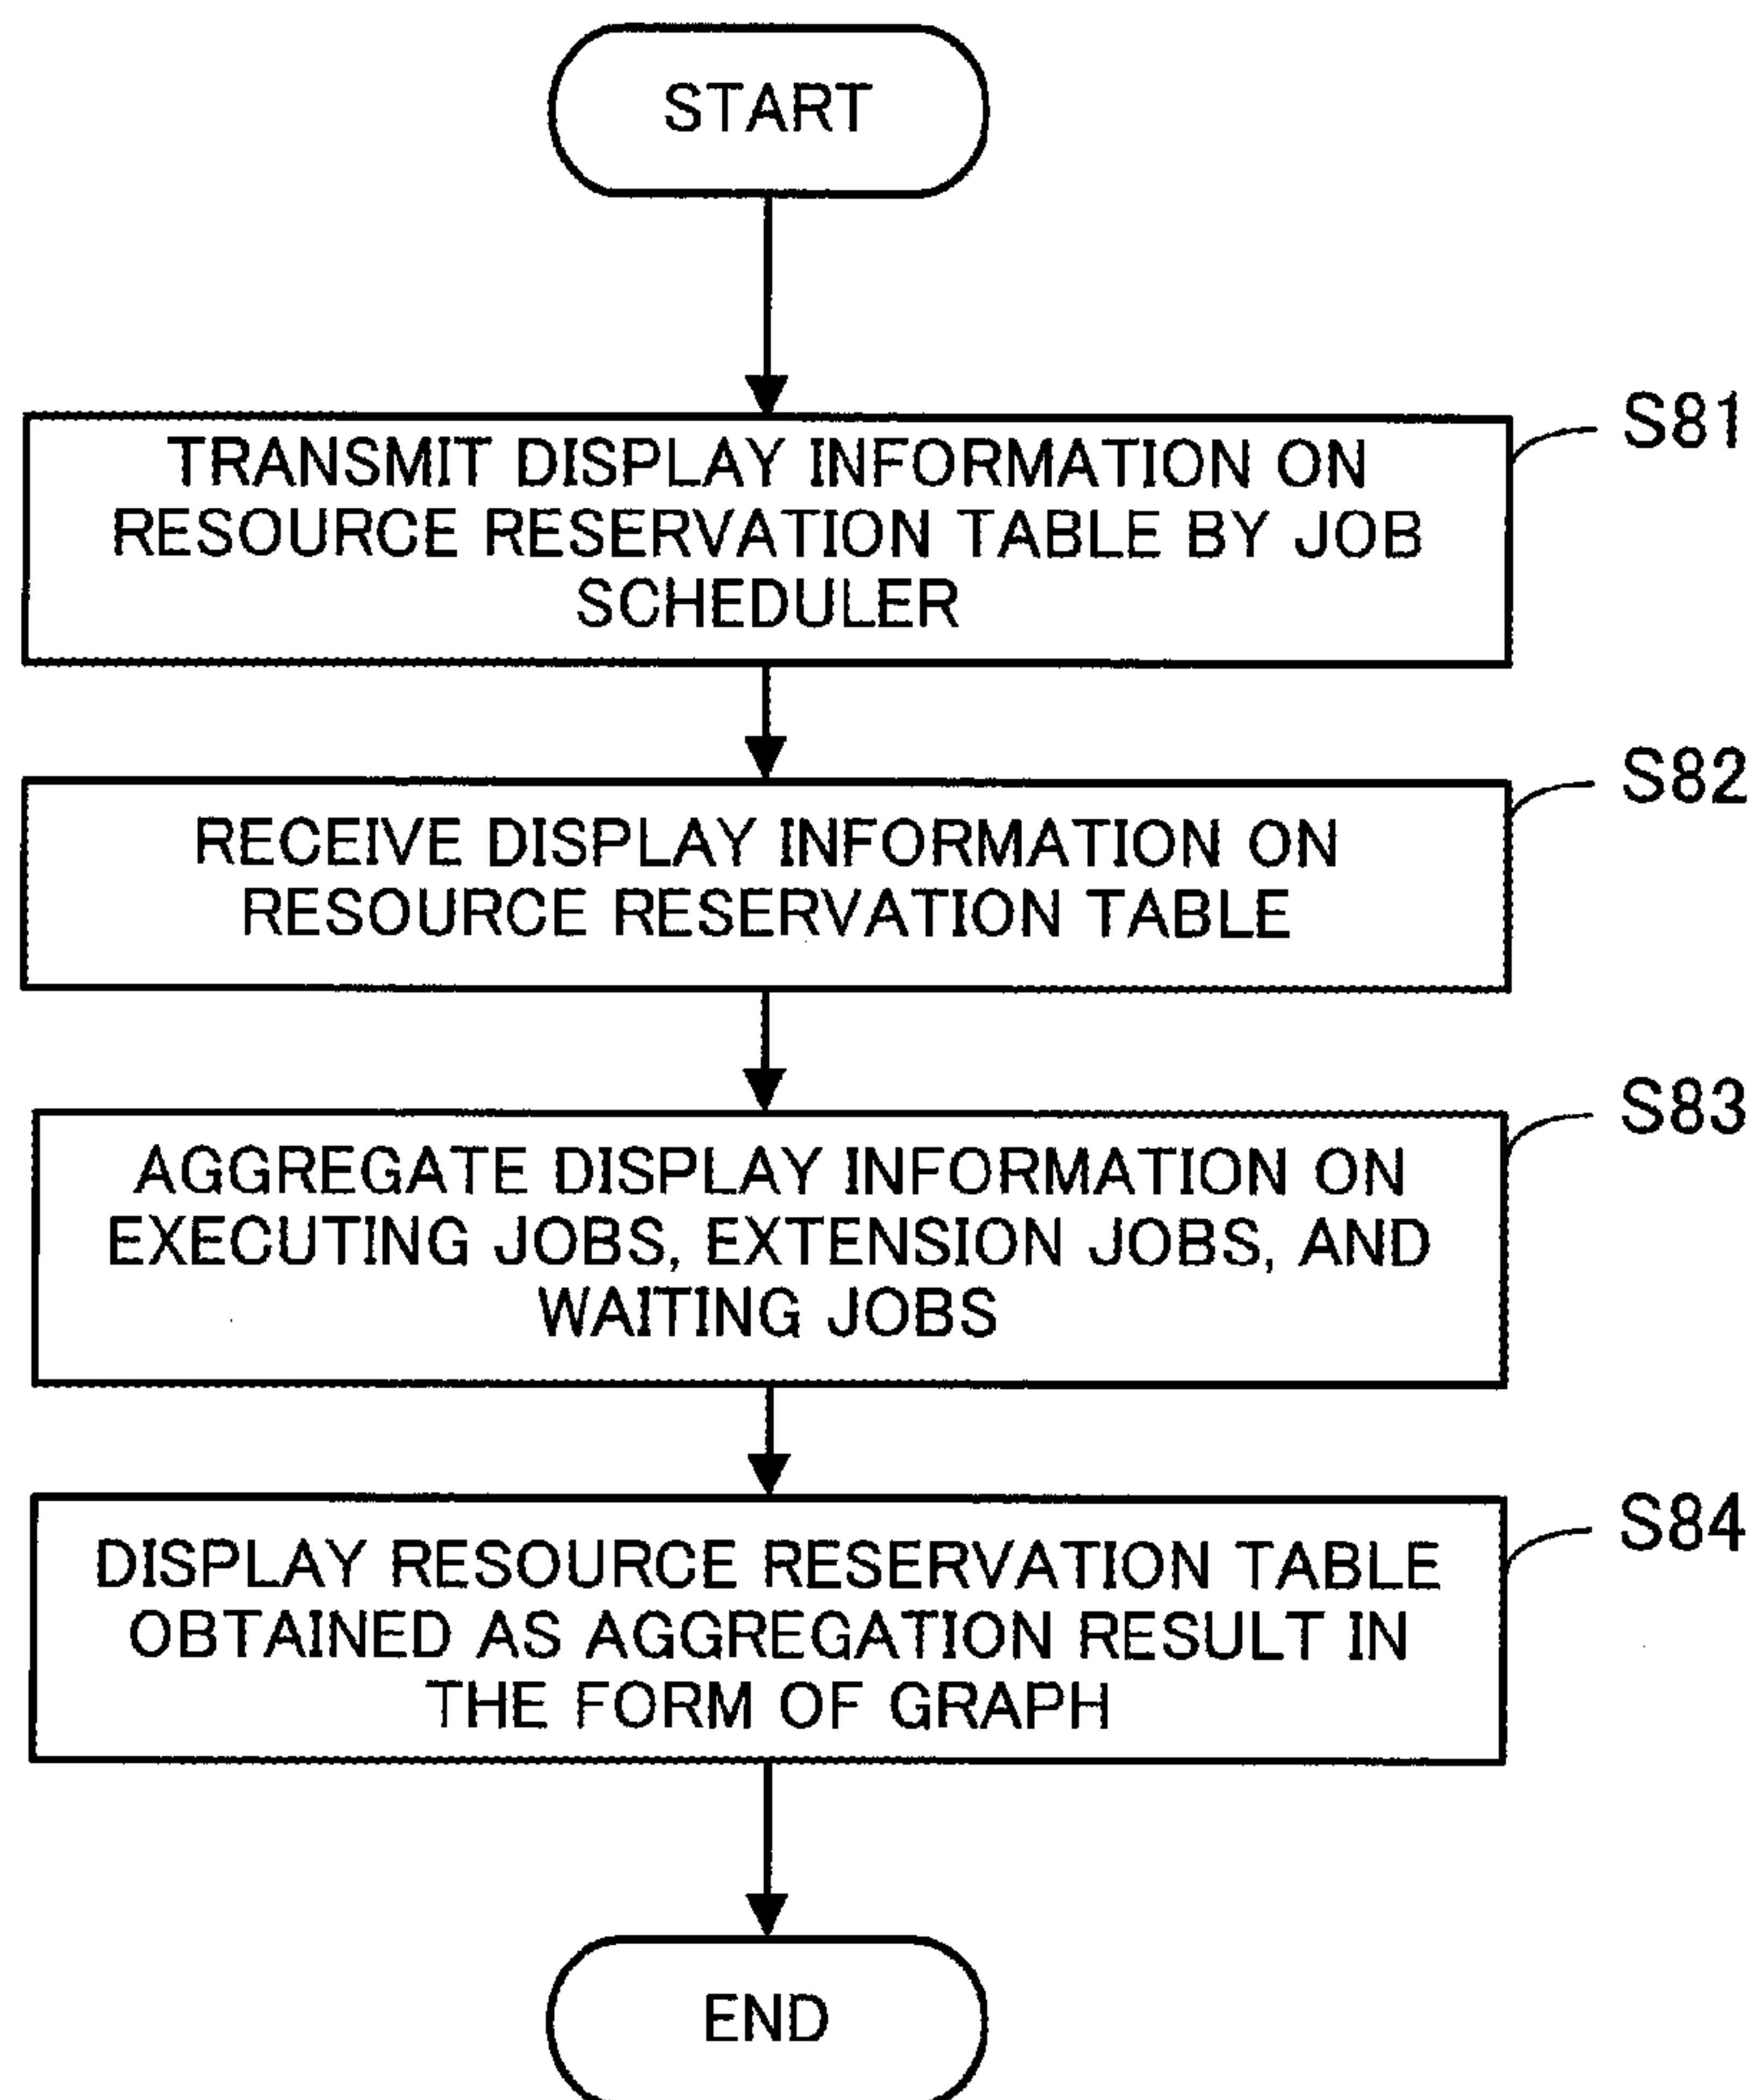 START
S81
TRANSMIT DISPLAY INFORMATION ON
RESOURCE RESERVATION TABLE BY JOB
SCHEDULER
S82
RECEIVE DISPLAY INFORMATION ON
RESOURCE RESERVATION TABLE
S83
AGGREGATE DISPLAY INFORMATION ON
EXECUTING JOBS, EXTENSION JOBS, AND
WAITING JOBS
S84
DISPLAY RESOURCE RESERVATION TABLE
OBTAINED AS AGGREGATION RESULT IN
THE FORM OF GRAPH
END